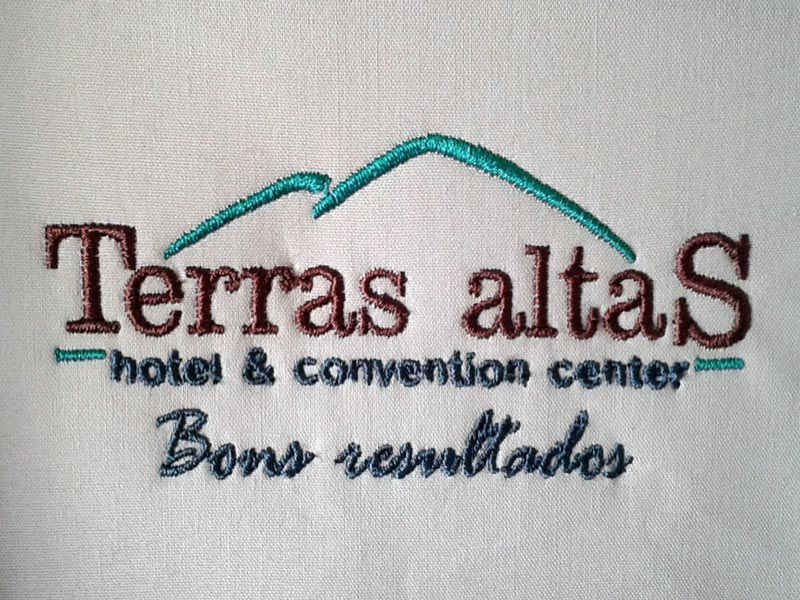 Terras altaS
hotel & convention center
Bons resultados